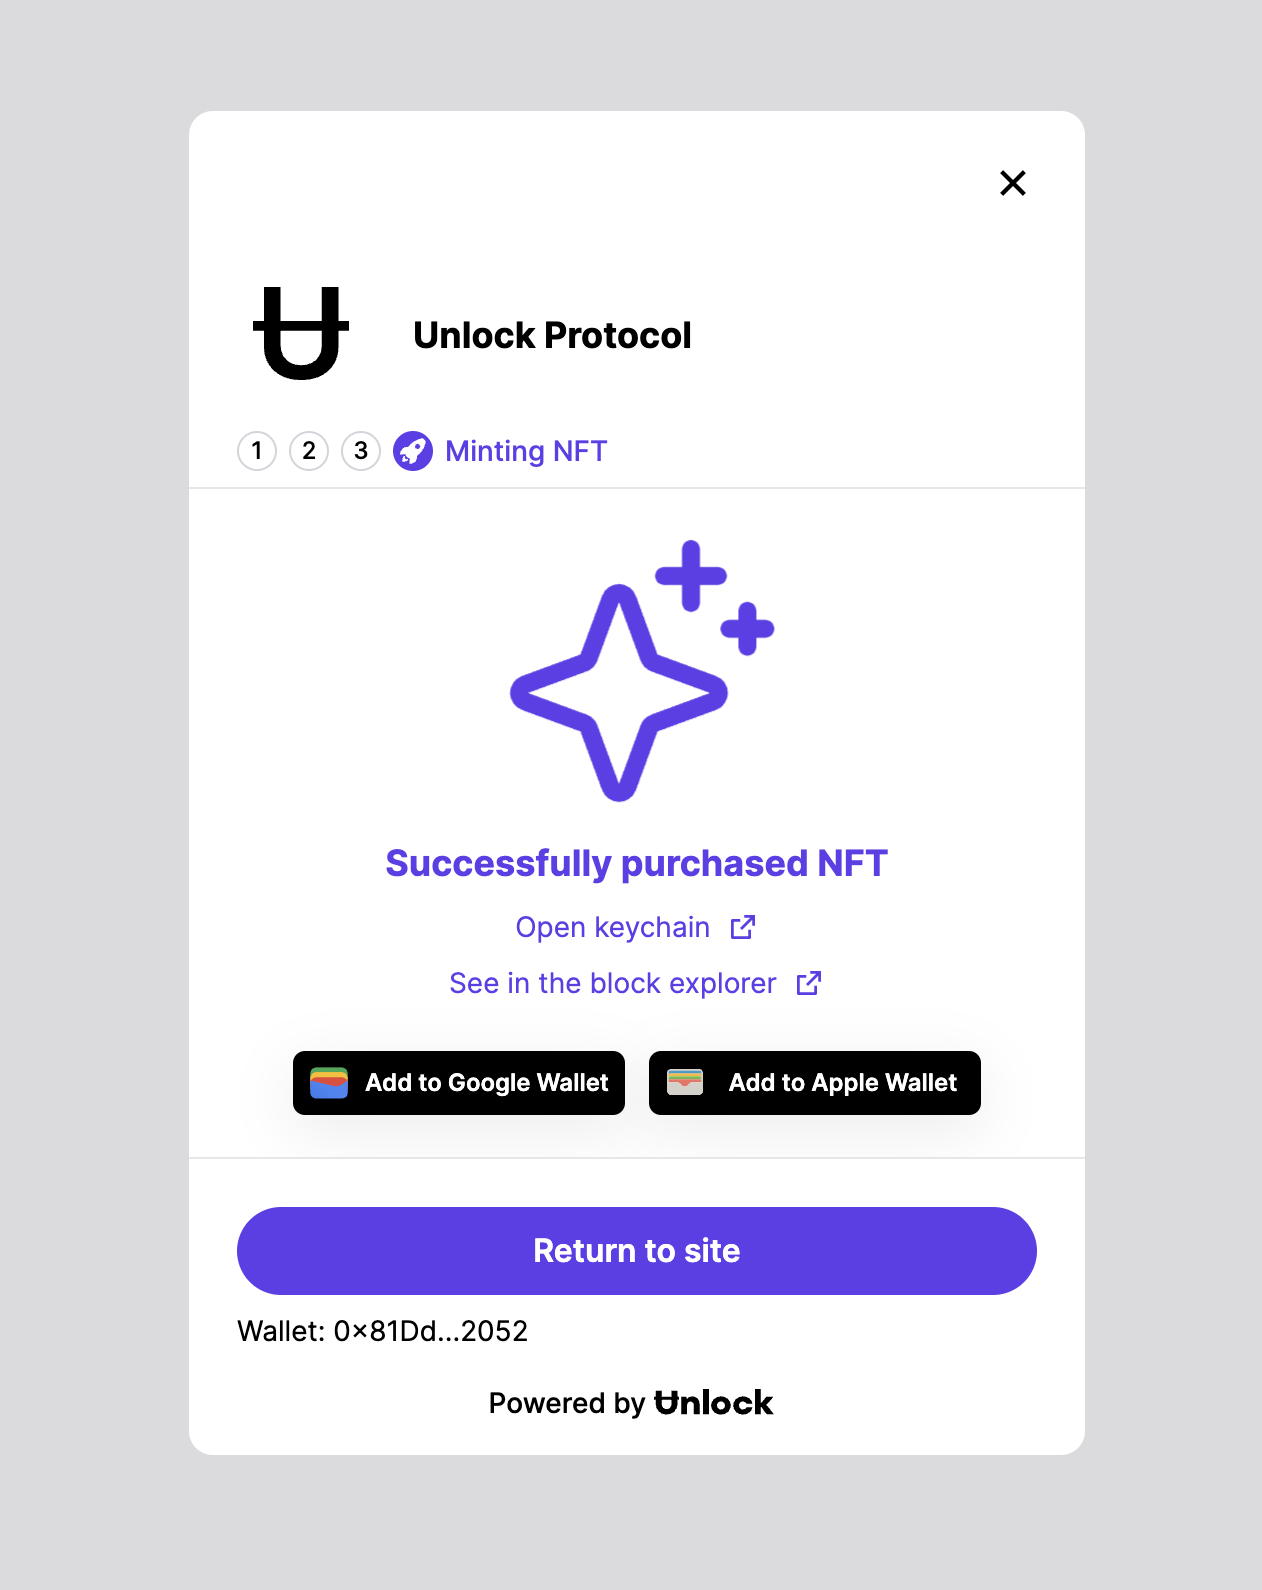 Unlock Protocol
1 2 3 Minting NFT
Successfully purchased NFT
Open keychain
See in the block explorer
Add to Google Wallet
Add to Apple Wallet
Return to site
Wallet: 0x81Dd...2052
Powered by Unlock